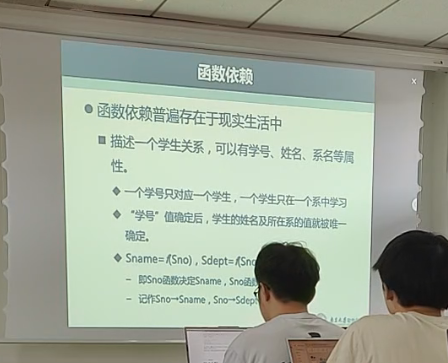 函数依赖
函数依赖普遍存在于现实生活中
描述一个学生关系，可以有学号、姓名、系名等属
性。
一个学号只对应一个学生，一个学生只在一个系中学习
“学号”值确定后，学生的姓名及所在系的值就被唯一
确定。
Sname=f(Sno)，Sdept=f(Sno
– 即Sno函数决定Sname，Sno函数
– 记作Sno→Sname，Sno→Sdept